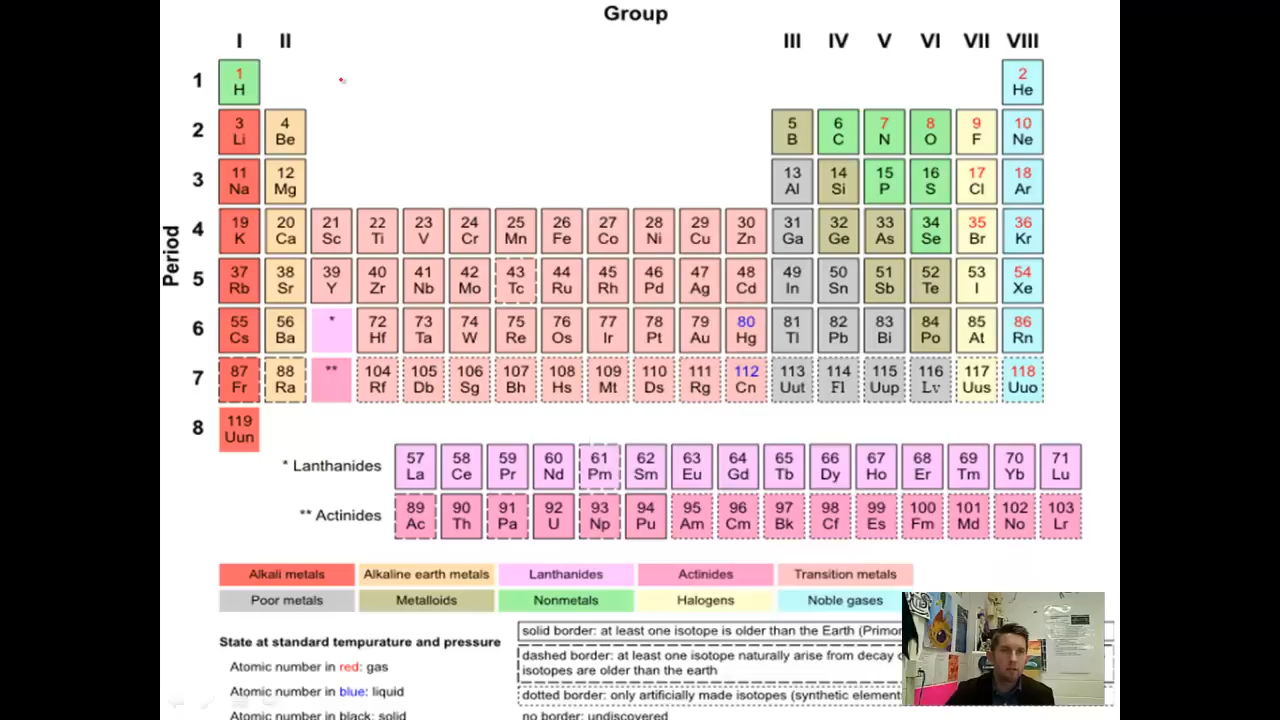 Group
I II III IV V VI VII VIII
1 1 2
H He
2 3 4 5 6 7 8 9 10
Li Be B C N O F Ne
3 11 12 13 14 15 16 17 18
Na Mg Al Si P S Cl Ar
4 19 20 21 22 23 24 25 26 27 28 29 30 31 32 33 34 35 36
K Ca Sc Ti V Cr Mn Fe Co Ni Cu Zn Ga Ge As Se Br Kr
Period
5 37 38 39 40 41 42 43 44 45 46 47 48 49 50 51 52 53 54
Rb Sr Y Zr Nb Mo Tc Ru Rh Pd Ag Cd In Sn Sb Te I Xe
6 55 56 * 72 73 74 75 76 77 78 79 80 81 82 83 84 85 86
Cs Ba Hf Ta W Re Os Ir Pt Au Hg Tl Pb Bi Po At Rn
7 87 88 ** 104 105 106 107 108 109 110 111 112 113 114 115 116 117 118
Fr Ra Rf Db Sg Bh Hs Mt Ds Rg Cn Uut Fl Uup Lv Uus Uuo
8 119
Uun
* Lanthanides 57 58 59 60 61 62 63 64 65 66 67 68 69 70 71
La Ce Pr Nd Pm Sm Eu Gd Tb Dy Ho Er Tm Yb Lu
** Actinides 89 90 91 92 93 94 95 96 97 98 99 100 101 102 103
Ac Th Pa U Np Pu Am Cm Bk Cf Es Fm Md No Lr
Alkali metals Alkaline earth metals Lanthanides Actinides Transition metals
Poor metals Metalloids Nonmetals Halogens Noble gases
State at standard temperature and pressure
Atomic number in red: gas
Atomic number in blue: liquid
Atomic number in black: solid
solid border: at least one isotope is older than the Earth (Primor
dashed border: at least one isotope naturally arise from decay
isotopes are older than the earth
dotted border: only artificially made isotopes (synthetic element
no border: undiscovered